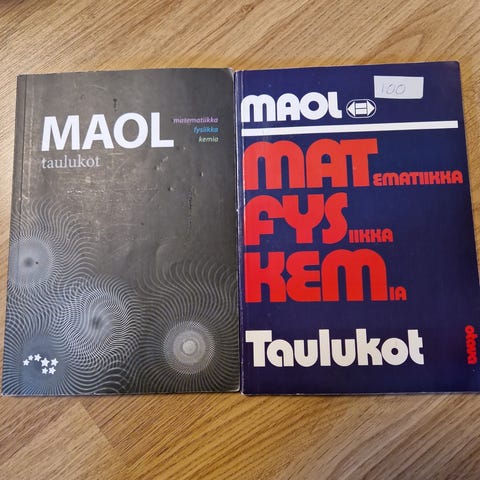 MAOL
taulukot
matematiikka
fysiikka
kemia
MAOL
100
MATEMATIIKKA
FYSIIKKA
KEMIA
Taulukot
otava